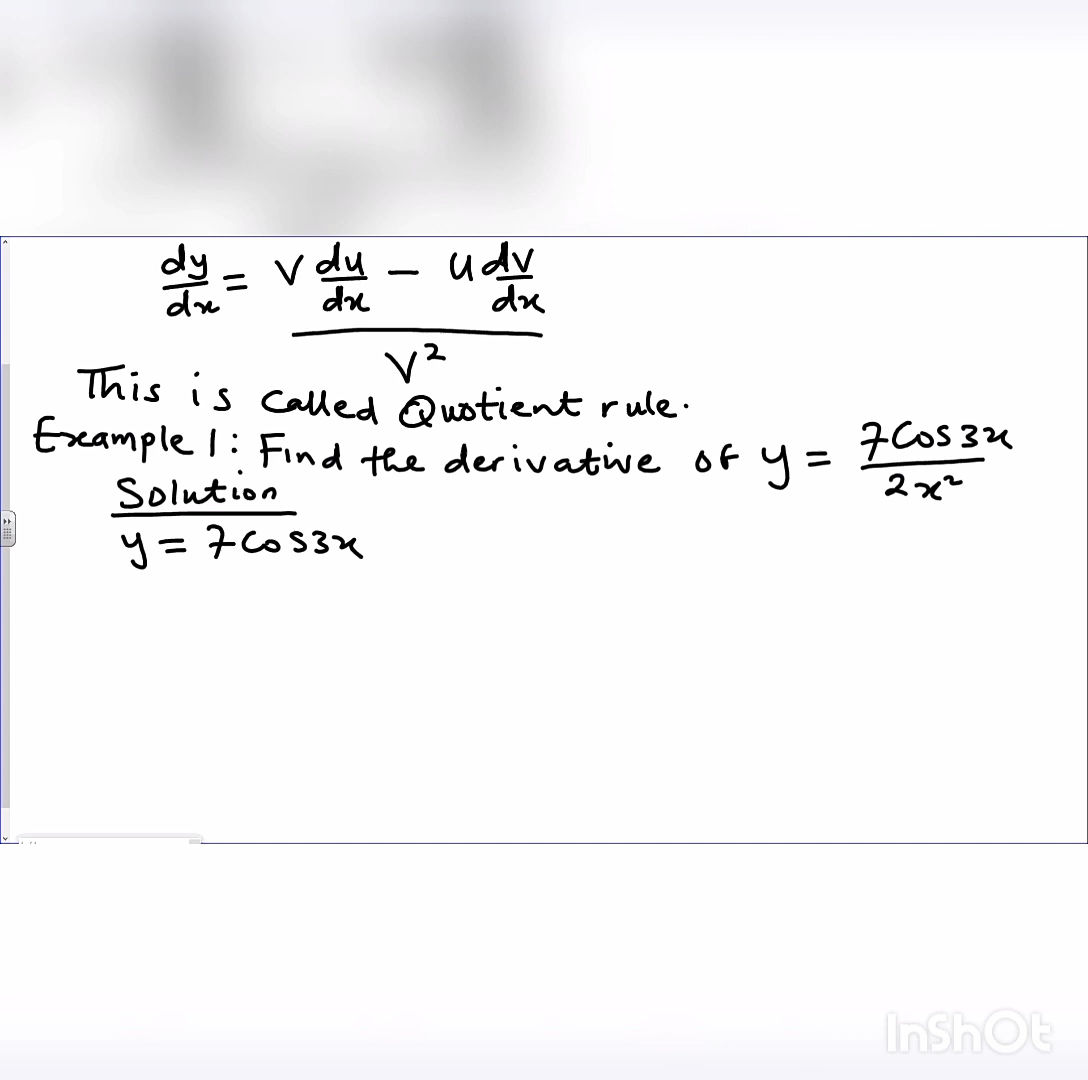 dy/dx = V du/dx - u dv/dx
V²
This is called Quotient rule.
Example 1: Find the derivative of y = 7Cos3x/2x²
Solution
y = 7Cos3x
InShOt